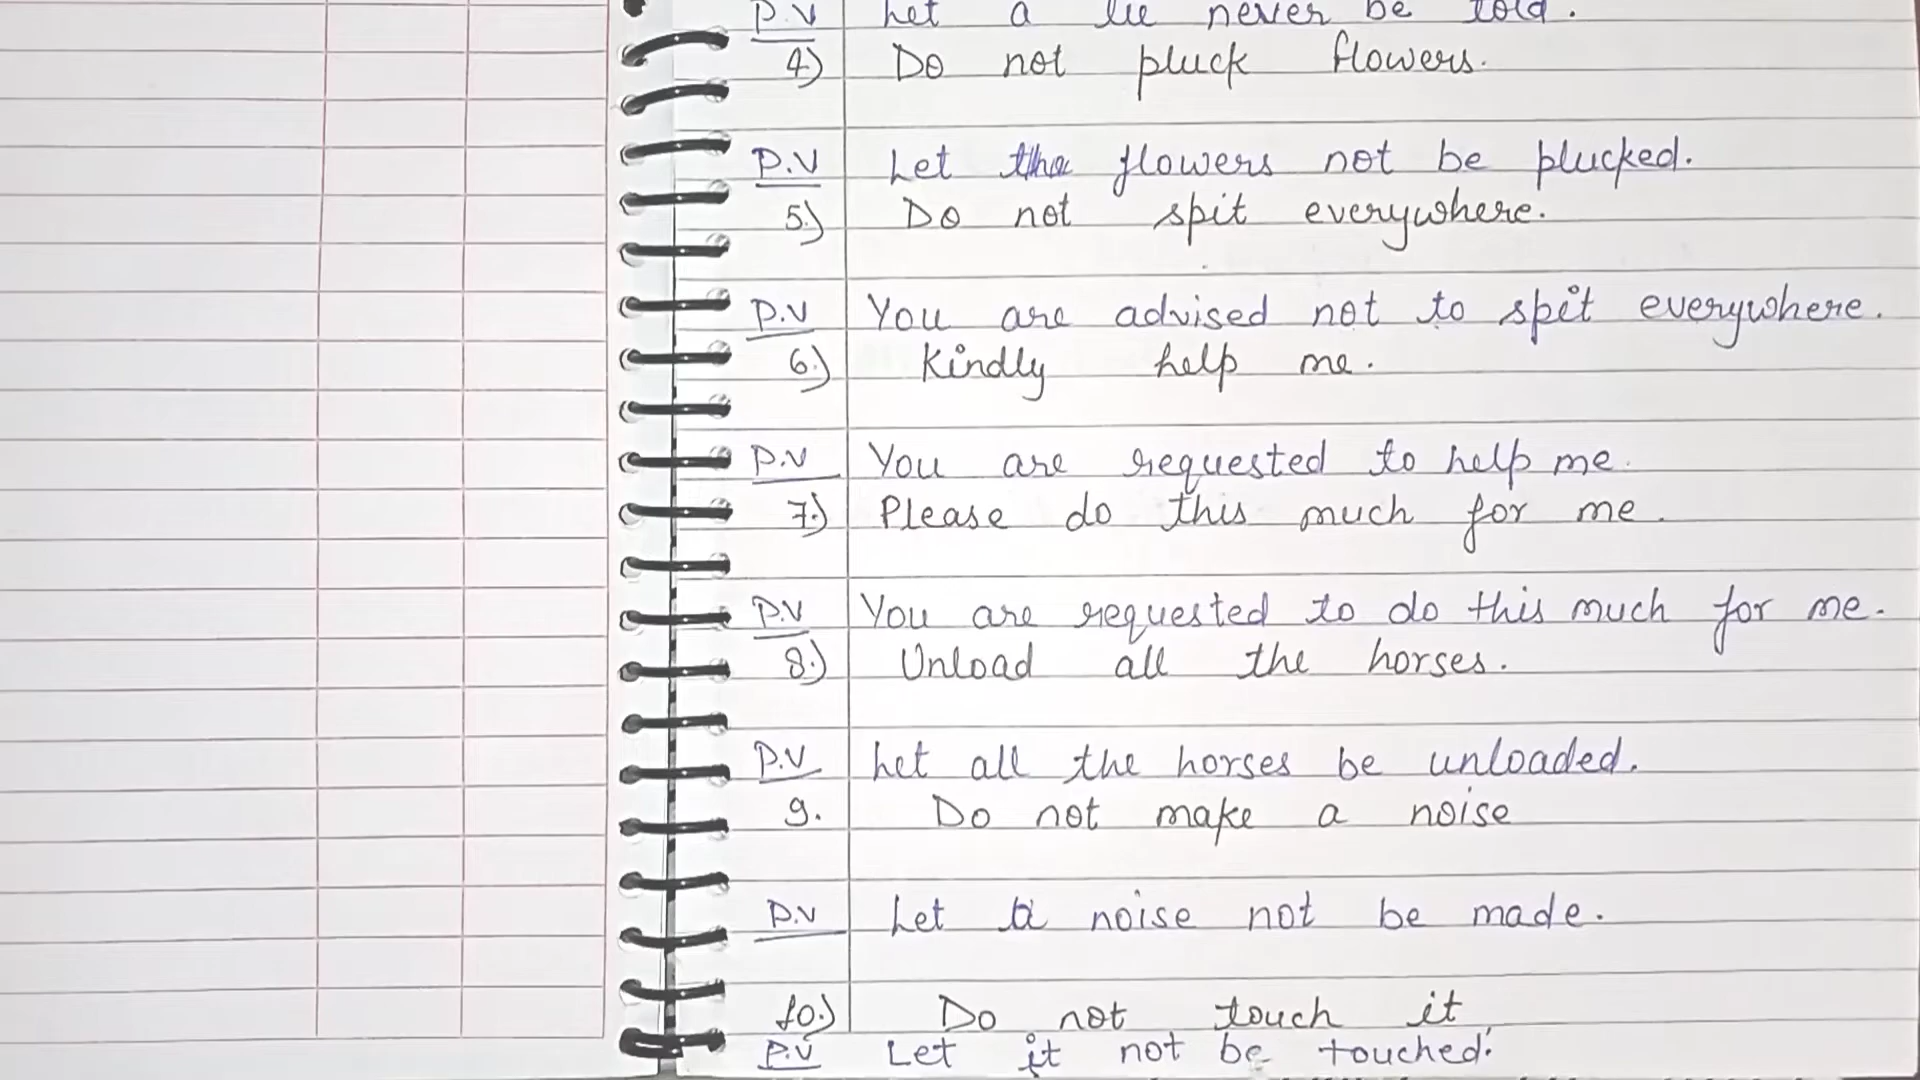 P.V Let a lie never be told.
4) Do not pluck flowers.
P.V Let the flowers not be plucked.
5.) Do not spit everywhere.
P.V You are advised not to spit everywhere.
6.) Kindly help me.
P.V You are requested to help me.
7.) Please do this much for me.
P.V You are requested to do this much for me.
8.) Unload all the horses.
P.V Let all the horses be unloaded.
9. Do not make a noise
P.V Let a noise not be made.
10.) Do not touch it
P.V Let it not be touched.